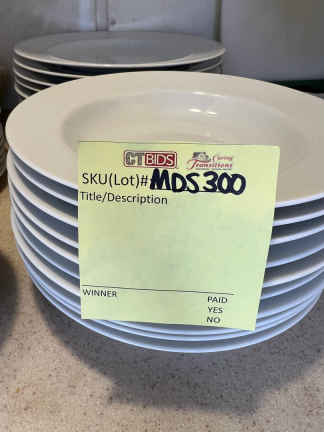 CTBIDS Caring Transitions
SKU(Lot)# MDS300
Title/Description
WINNER PAID
YES
NO